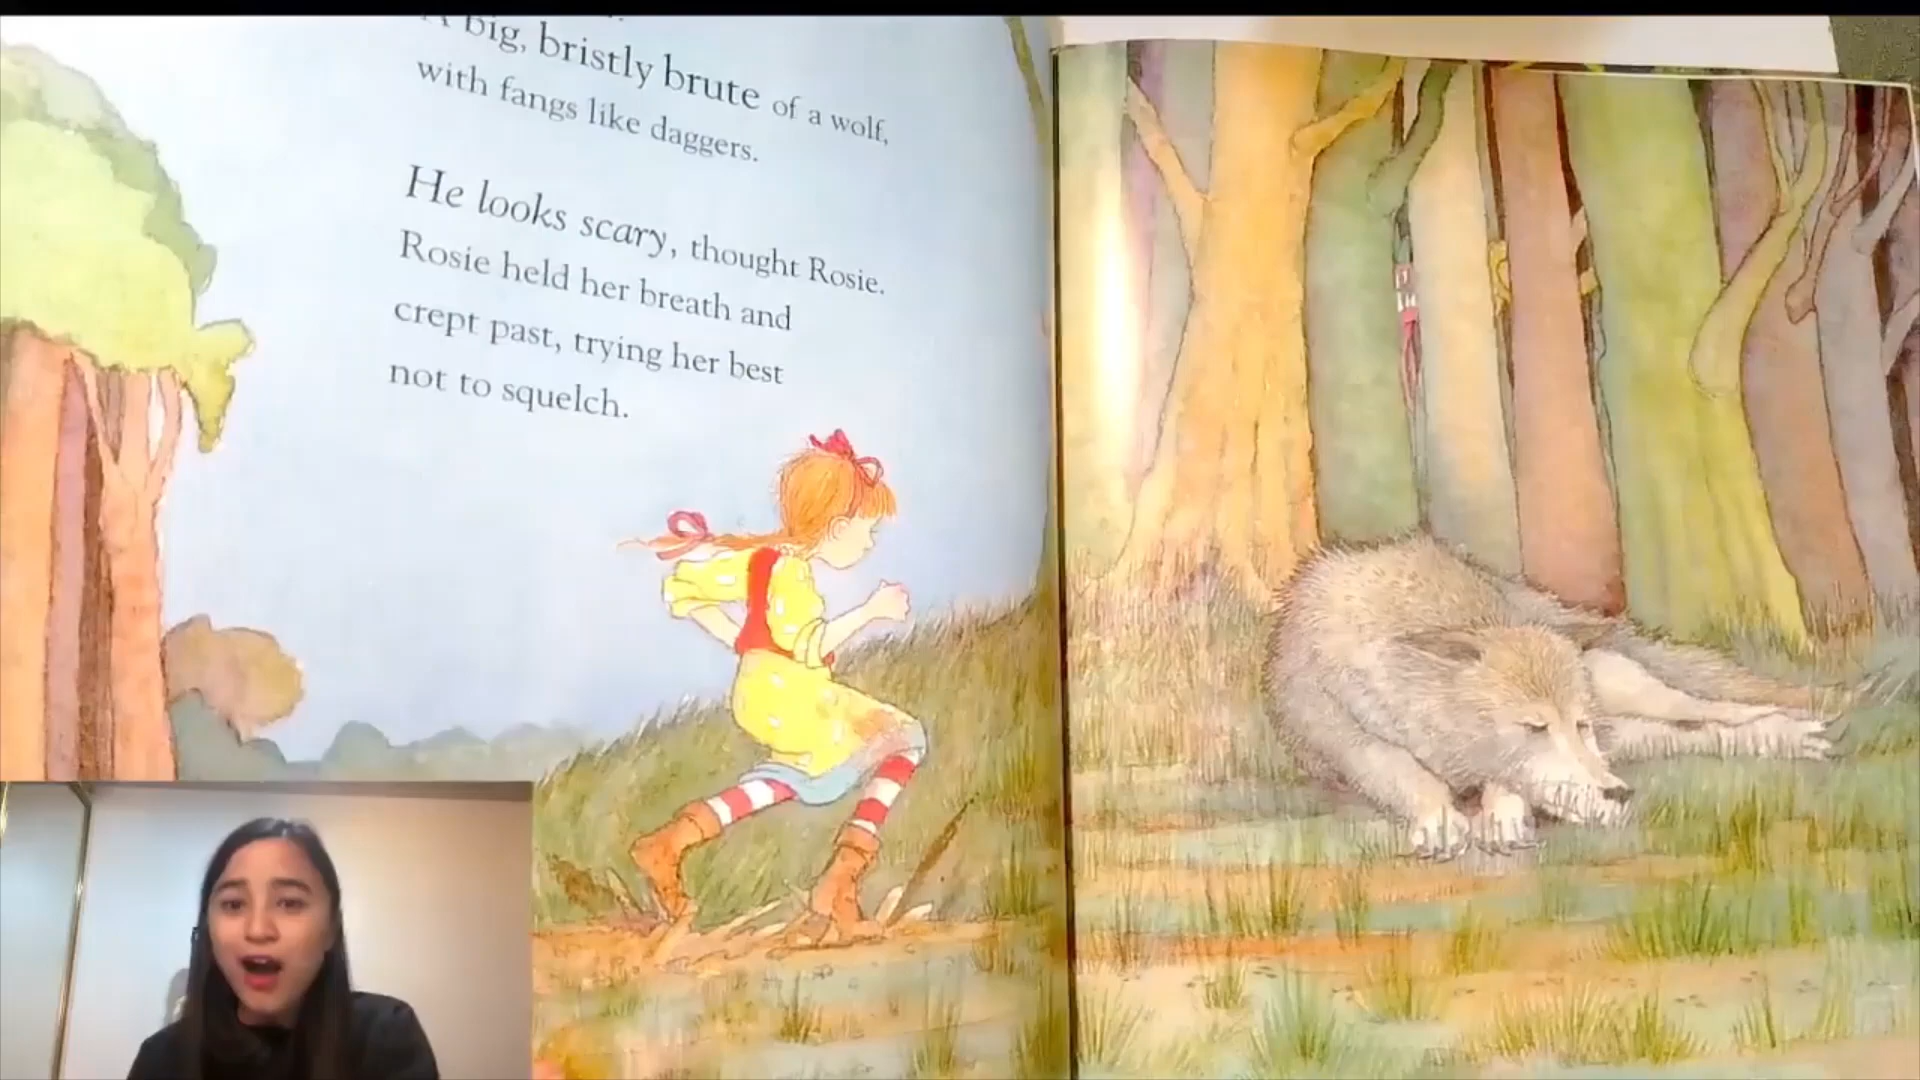 A big, bristly brute of a wolf,
with fangs like daggers.
He looks scary, thought Rosie.
Rosie held her breath and
crept past, trying her best
not to squelch.